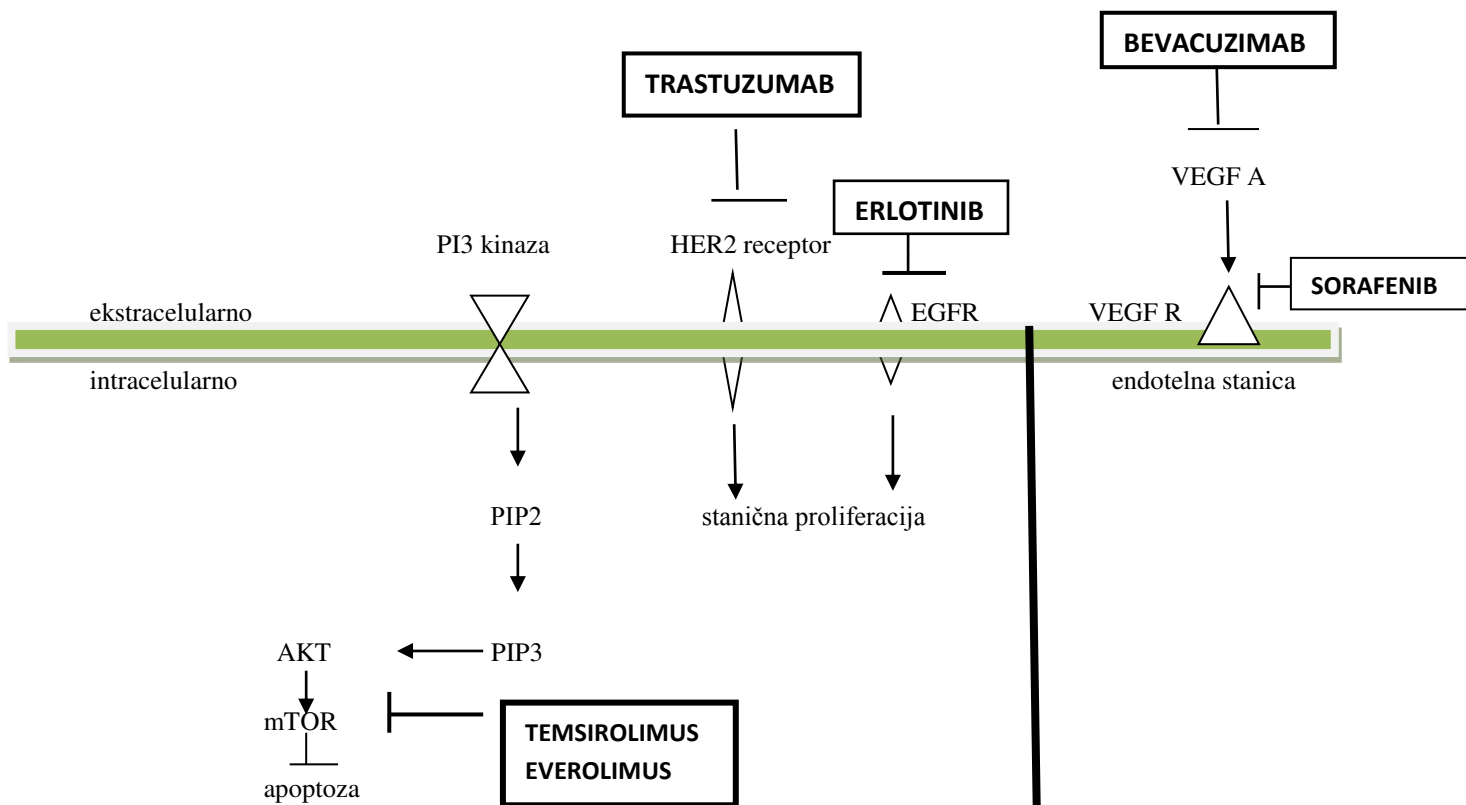 BEVACUZIMAB
TRASTUZUMAB
VEGF A
ERLOTINIB
PI3 kinaza
HER2 receptor
SORAFENIB
ekstracelularno
EGFR
VEGF R
intracelularno
endotelna stanica
PIP2
stanična proliferacija
AKT
PIP3
mTOR
TEMSIROLIMUS
EVEROLIMUS
apoptoza